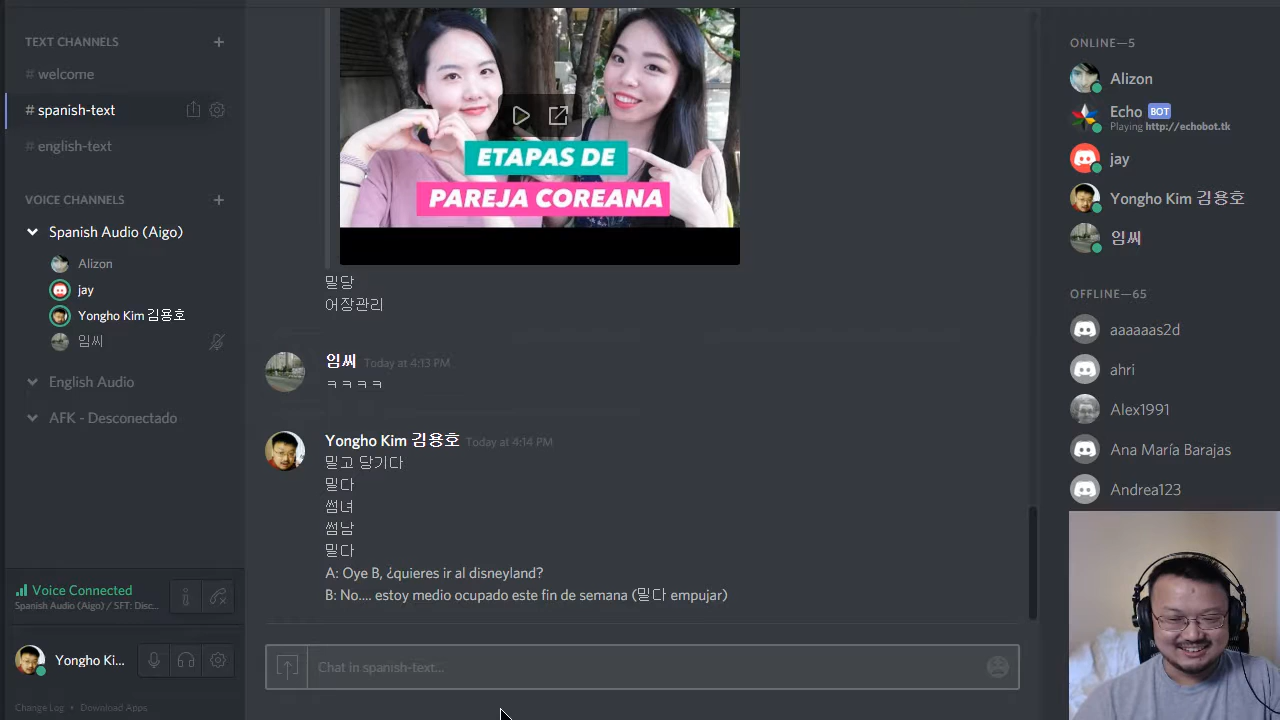 TEXT CHANNELS
# welcome
# spanish-text
# english-text
VOICE CHANNELS
Spanish Audio (Aigo)
Alizon
jay
Yongho Kim 김용호
임씨
English Audio
AFK - Desconectado
Voice Connected
Spanish Audio (Aigo) / SFT: Disc...
Yongho Ki...
Change Log • Download Apps
ETAPAS DE
PAREJA COREANA
밀당
어장관리
임씨 Today at 4:13 PM
ㅋㅋㅋㅋ
Yongho Kim 김용호 Today at 4:14 PM
밀고 당기다
밀다
썸녀
썸남
밀다
A: Oye B, ¿quieres ir al disneyland?
B: No.... estoy medio ocupado este fin de semana (밀다 empujar)
Chat in spanish-text...
ONLINE—5
Alizon
Echo BOT
Playing http://echobot.tk
jay
Yongho Kim 김용호
임씨
OFFLINE—65
aaaaaas2d
ahri
Alex1991
Ana María Barajas
Andrea123